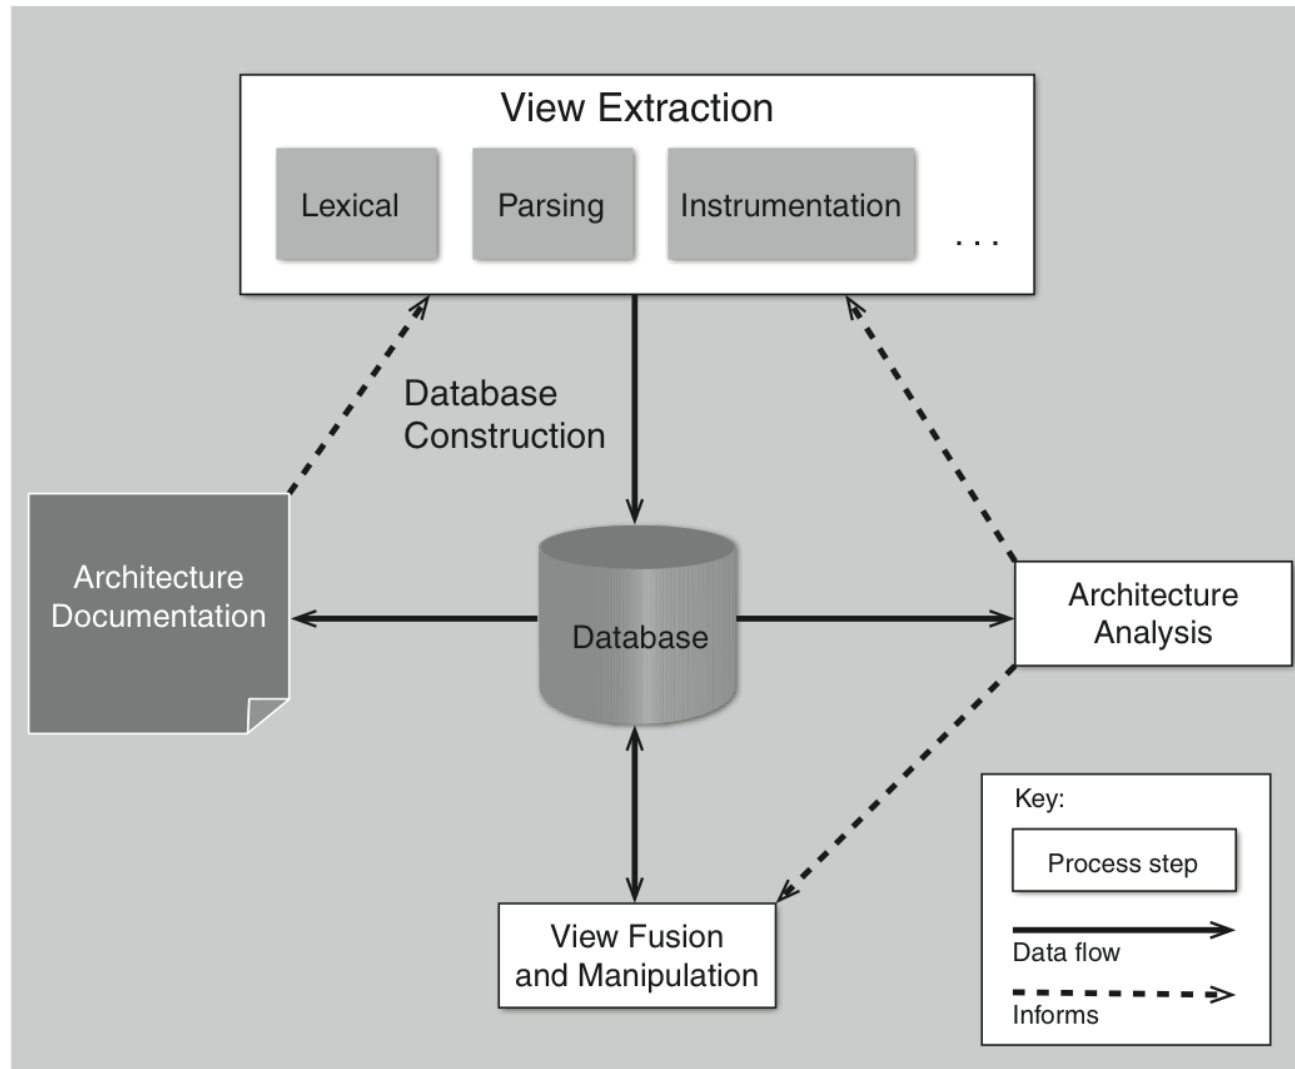 View Extraction
Lexical
Parsing
Instrumentation
. . .
Database
Construction
Architecture
Documentation
Database
Architecture
Analysis
View Fusion
and Manipulation
Key:
Process step
Data flow
Informs